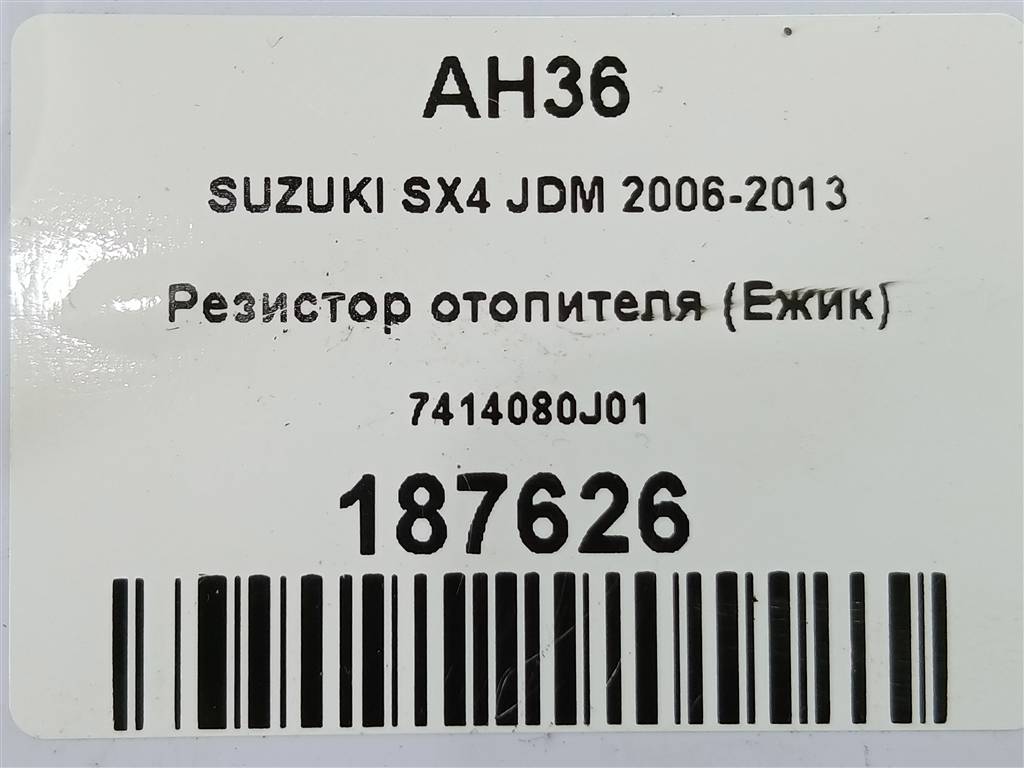 AH36
SUZUKI SX4 JDM 2006-2013
Резистор отопителя (Ежик)
7414080J01
187626